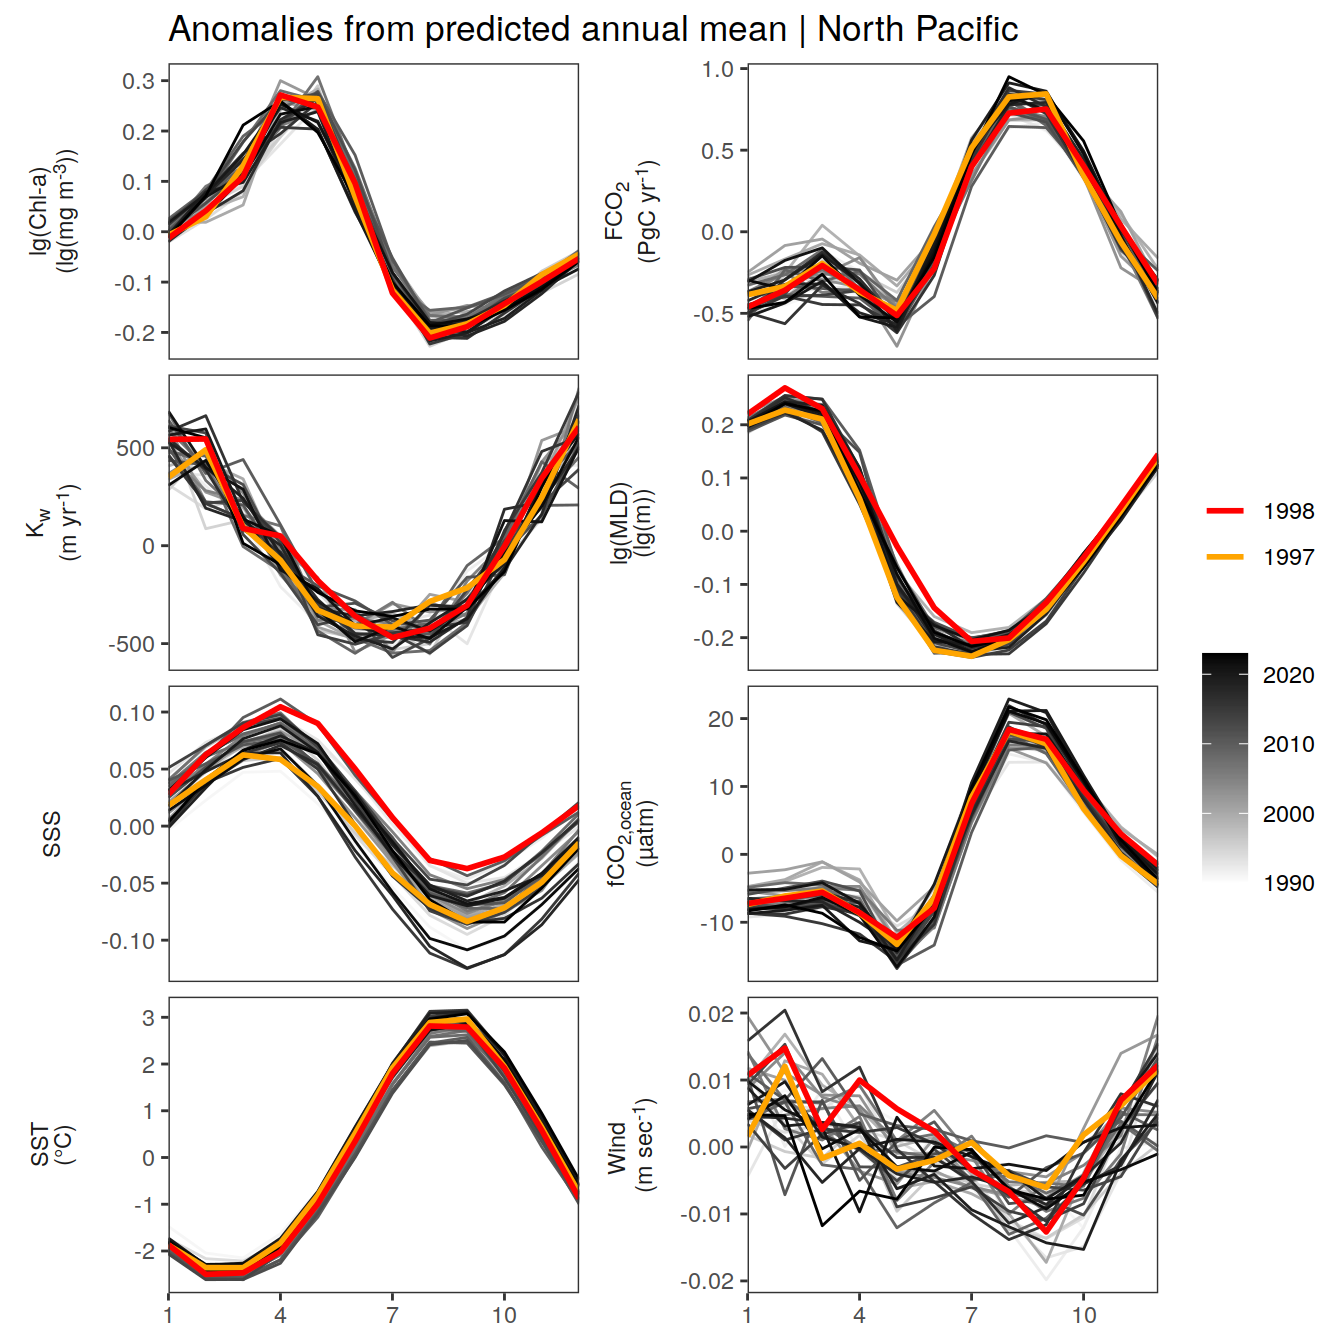 Anomalies from predicted annual mean | North Pacific
lg(Chl-a)
(lg(mg m⁻³))
0.3
0.2
0.1
0.0
-0.1
-0.2
FCO₂
(PgC yr⁻¹)
1.0
0.5
0.0
-0.5
K_w
(m yr⁻¹)
500
0
-500
lg(MLD)
(lg(m))
0.2
0.1
0.0
-0.1
-0.2
SSS
0.10
0.05
0.00
-0.05
-0.10
fCO₂,ocean
(µatm)
20
10
0
-10
SST
(°C)
3
2
1
0
-1
-2
1 4 7 10
Wind
(m sec⁻¹)
0.02
0.01
0.00
-0.01
-0.02
1 4 7 10
1998
1997
2020
2010
2000
1990